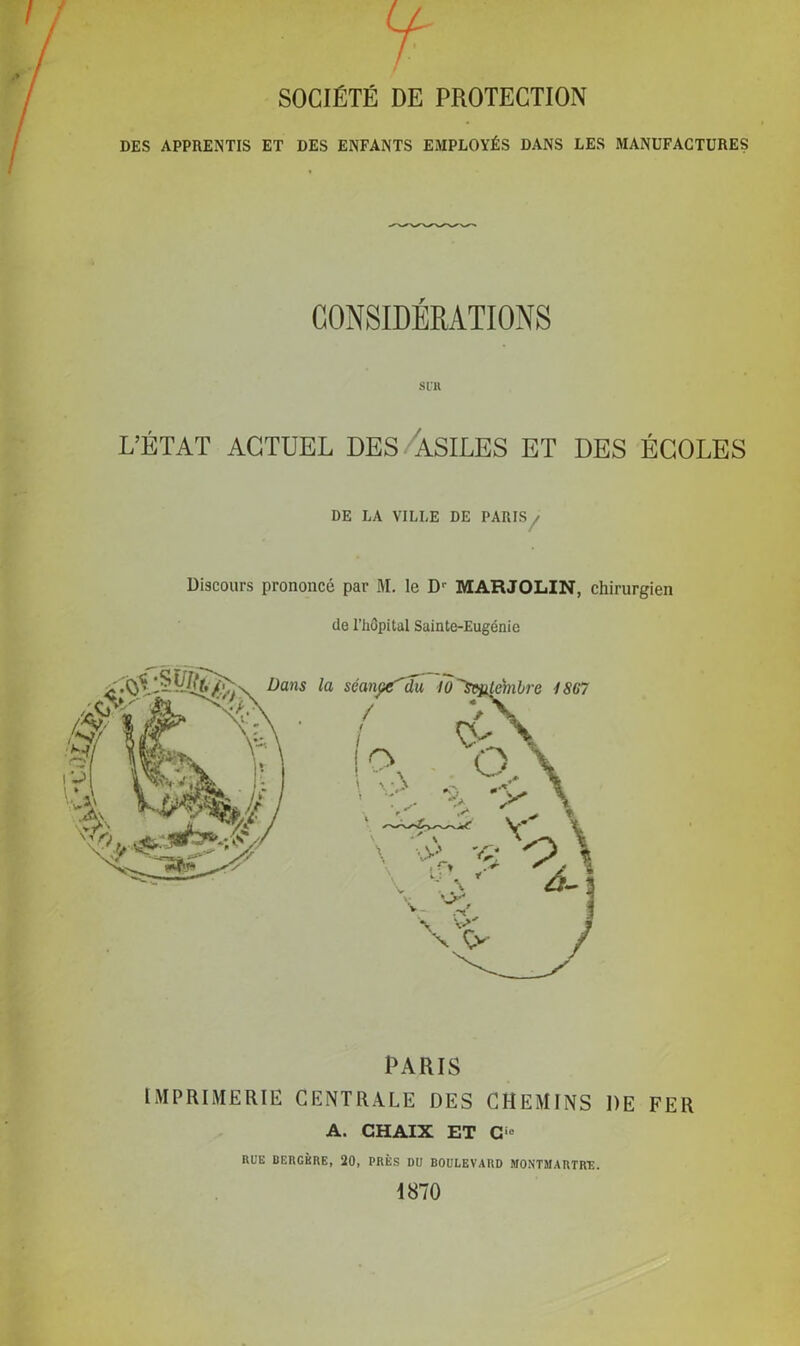 SOCIÉTÉ DE PROTECTION
DES APPRENTIS ET DES ENFANTS EMPLOYÉS DANS LES MANUFACTURES
CONSIDÉRATIONS
SUR
L'ÉTAT ACTUEL DES ASILES ET DES ÉCOLES
DE LA VILLE DE PARIS
Discours prononcé par M. le Dr MARJOLIN, chirurgien
de l'hôpital Sainte-Eugénie
Dans la séance du 10 Septembre 1867
PARIS
IMPRIMERIE CENTRALE DES CHEMINS DE FER
A. CHAIX ET Cie
RUE BERGÈRE, 20, PRÈS DU BOULEVARD MONTMARTRE.
1870